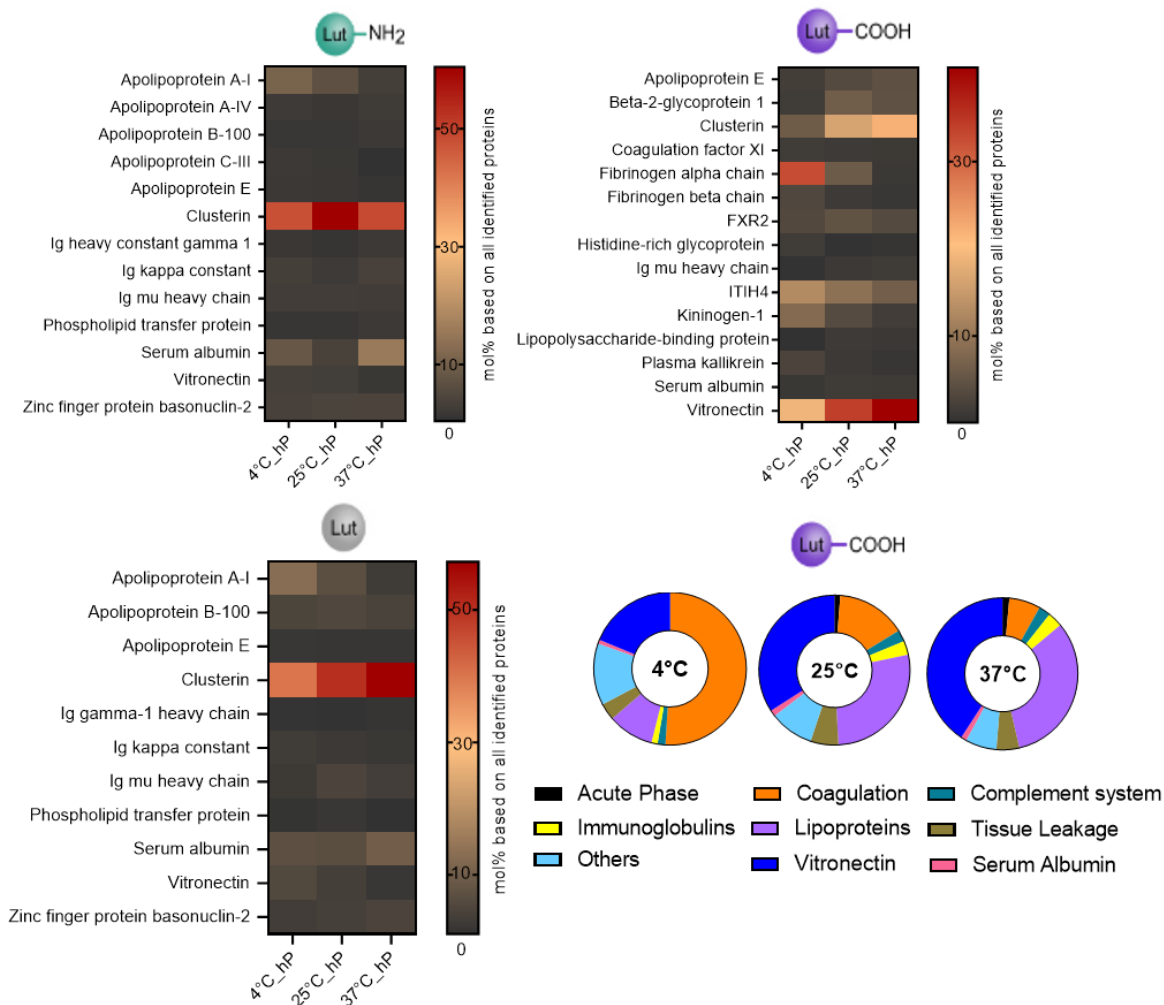 Lut NH2
Apolipoprotein A-I
Apolipoprotein A-IV
Apolipoprotein B-100
Apolipoprotein C-III
Apolipoprotein E
Clusterin
Ig heavy constant gamma 1
Ig kappa constant
Ig mu heavy chain
Phospholipid transfer protein
Serum albumin
Vitronectin
Zinc finger protein basonuclin-2
4°C_hP
25°C_hP
37°C_hP
50
30
10
0
mol% based on all identified proteins
Lut COOH
Apolipoprotein E
Beta-2-glycoprotein 1
Clusterin
Coagulation factor XI
Fibrinogen alpha chain
Fibrinogen beta chain
FXR2
Histidine-rich glycoprotein
Ig mu heavy chain
ITIH4
Kininogen-1
Lipopolysaccharide-binding protein
Plasma kallikrein
Serum albumin
Vitronectin
4°C_hP
25°C_hP
37°C_hP
30
10
0
mol% based on all identified proteins
Lut
Apolipoprotein A-I
Apolipoprotein B-100
Apolipoprotein E
Clusterin
Ig gamma-1 heavy chain
Ig kappa constant
Ig mu heavy chain
Phospholipid transfer protein
Serum albumin
Vitronectin
Zinc finger protein basonuclin-2
4°C_hP
25°C_hP
37°C_hP
50
30
10
0
mol% based on all identified proteins
Lut COOH
4°C
25°C
37°C
Acute Phase
Coagulation
Complement system
Immunoglobulins
Lipoproteins
Tissue Leakage
Others
Vitronectin
Serum Albumin